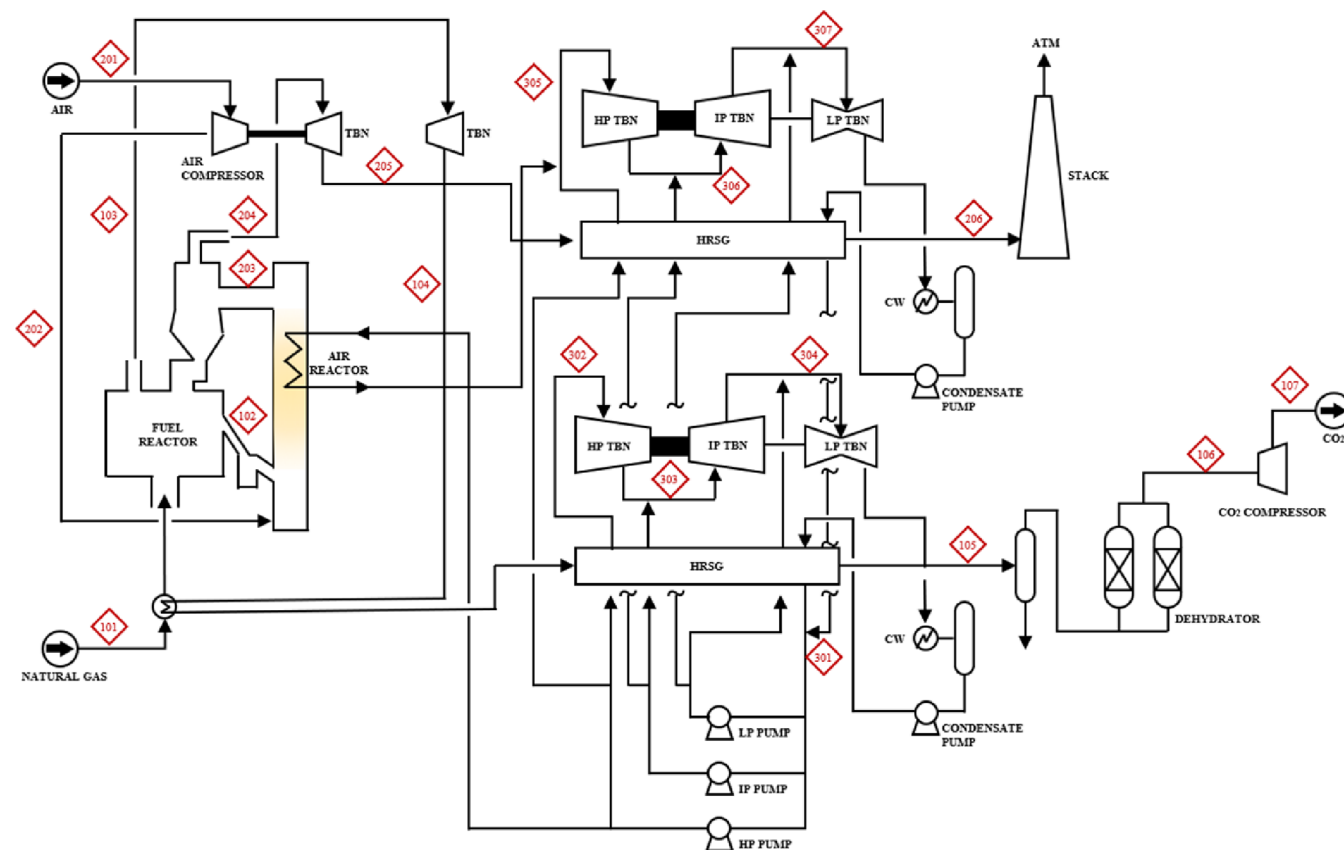 307
ATM
201
305
AIR
HP TBN
IP TBN
LP TBN
TBN
TBN
AIR
COMPRESSOR
205
306
STACK
103
204
HRSG
206
203
104
CW
202
302
304
AIR
REACTOR
CONDENSATE
PUMP
107
102
FUEL
REACTOR
HP TBN
IP TBN
LP TBN
CO2
106
303
CO2 COMPRESSOR
105
HRSG
101
DEHYDRATOR
CW
301
NATURAL GAS
LP PUMP
CONDENSATE
PUMP
IP PUMP
HP PUMP